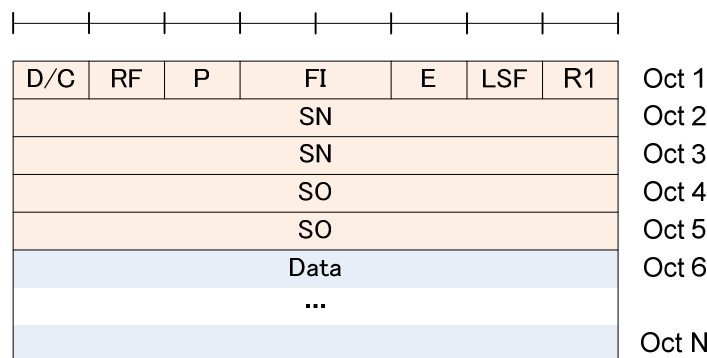 D/C RF P FI E LSF R1 Oct 1
SN Oct 2
SN Oct 3
SO Oct 4
SO Oct 5
Data Oct 6
...
Oct N